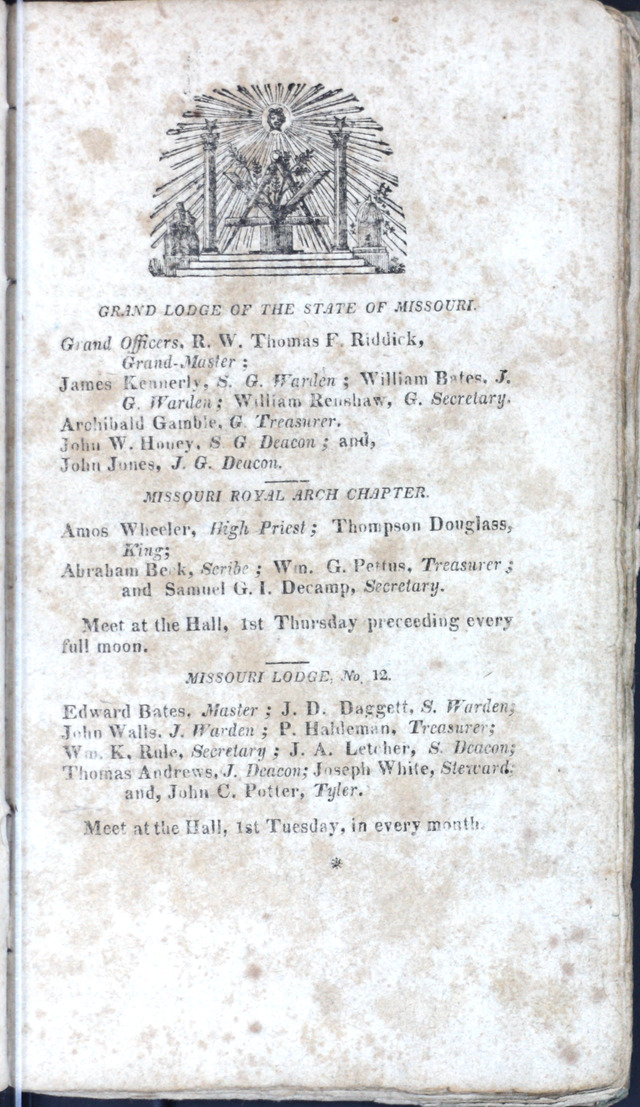 GRAND LODGE OF THE STATE OF MISSOURI.
Grand Officers, R. W. Thomas F. Riddick,
Grand-Master ;
James Kennerly, S. G. Warden ; William Bates, J.
G. Warden ; William Renshaw, G. Secretary.
Archibald Gamble, G Treasurer.
John W. Honey, S G Deacon ; and,
John Jones, J. G. Deacon.
MISSOURI ROYAL ARCH CHAPTER.
Amos Wheeler, High Priest ; Thompson Douglass,
King;
Abraham Beck, Scribe ; Wm. G. Pettus, Treasurer ;
and Samuel G. I. Decamp, Secretary.
Meet at the Hall, 1st Thursday preceeding every
full moon.
MISSOURI LODGE, No. 12.
Edward Bates, Master ; J. D. Daggett, S. Warden;
John Walls, J. Warden ; P. Haldeman, Treasurer;
Wm. K. Rule, Secretary ; J. A. Letcher, S. Deacon;
Thomas Andrews, J. Deacon; Joseph White, Steward;
and, John C. Potter, Tyler.
Meet at the Hall, 1st Tuesday, in every month.
*